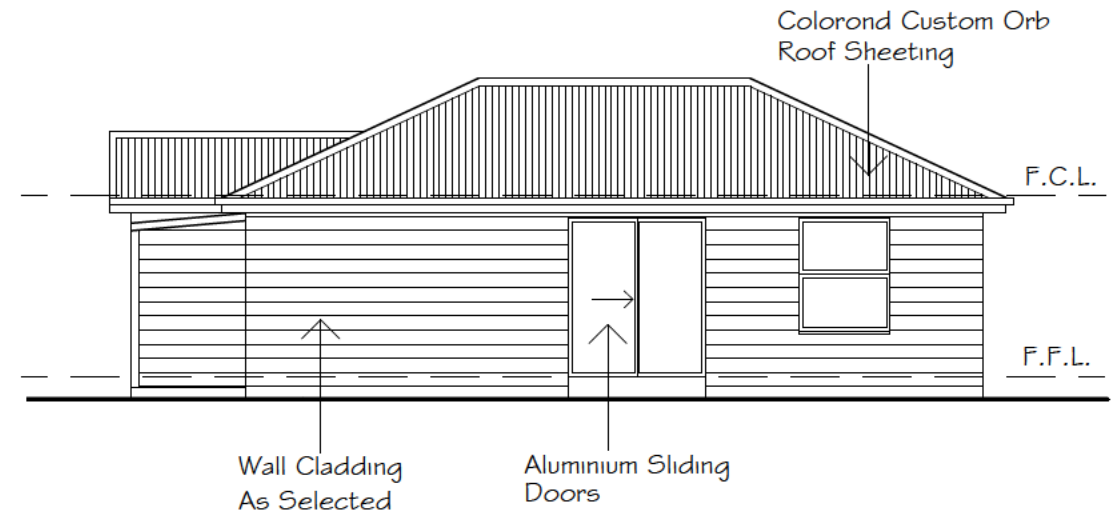 Colorond Custom Orb
Roof Sheeting
F.C.L.
F.F.L.
Wall Cladding
As Selected
Aluminium Sliding
Doors